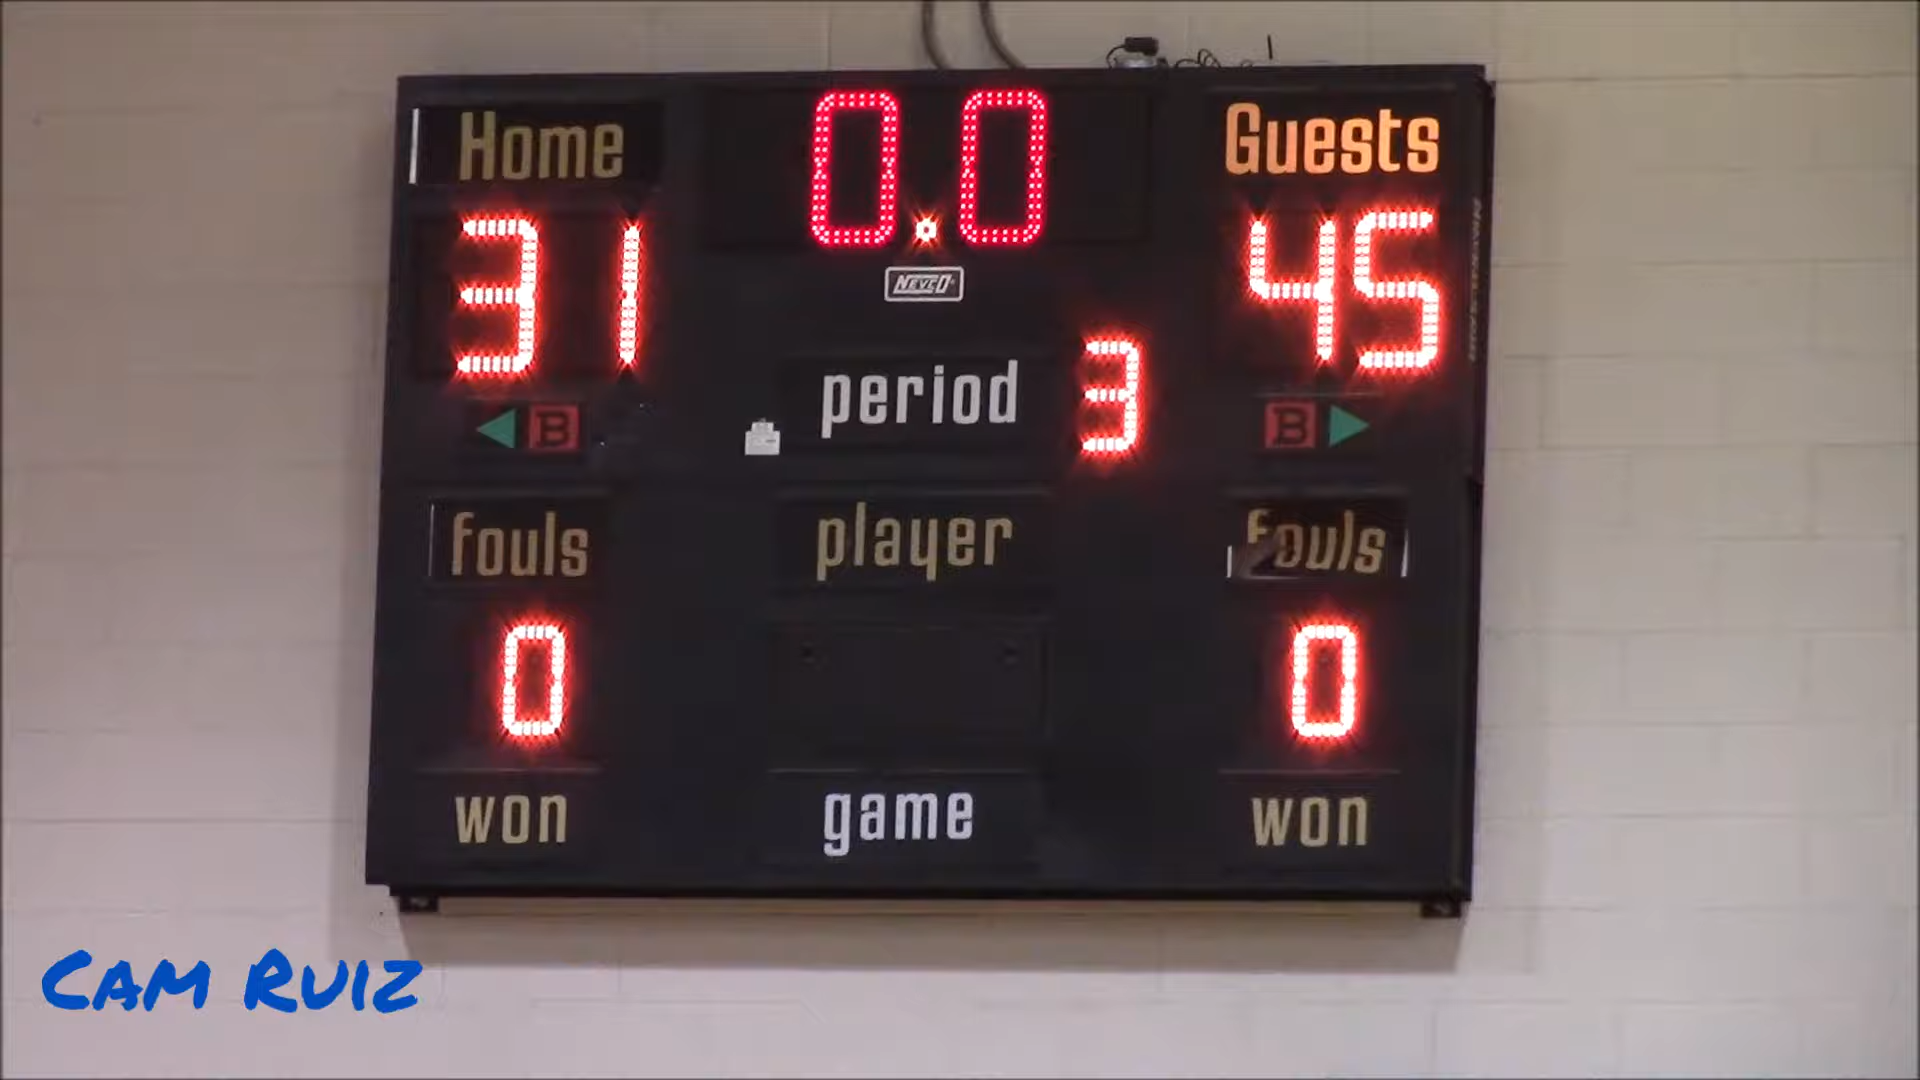 Home 0.0 Guests
31 45
NEVCO
period 3
B B
fouls player fouls
0 0
won game won
CAM RUIZ